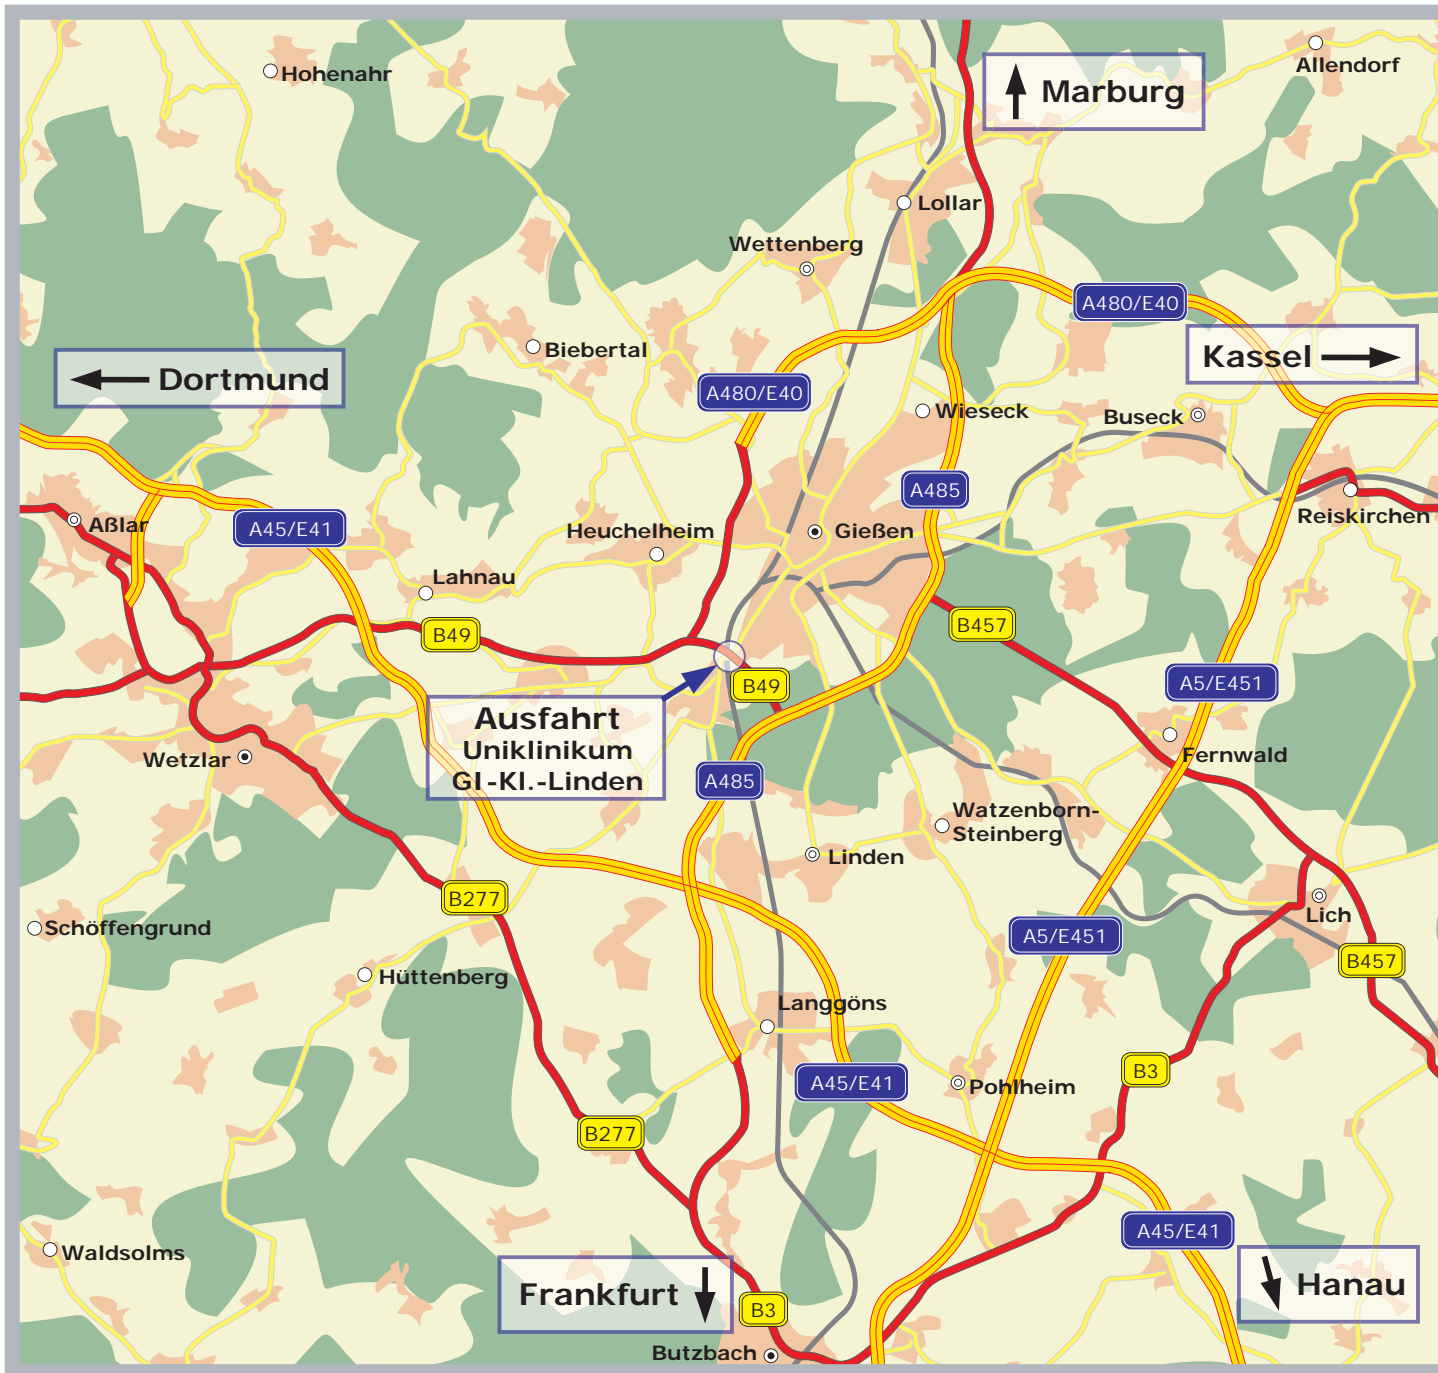 Hohenahr
Marburg
Allendorf
Lollar
Wettenberg
A480/E40
Kassel
Biebertal
Dortmund
A480/E40
Wieseck
Buseck
A485
Reiskirchen
Aßlar
A45/E41
Heuchelheim
Gießen
Lahnau
B49
B457
B49
A5/E451
Ausfahrt
Uniklinikum
GI-Kl.-Linden
Wetzlar
Fernwald
A485
Watzenborn-
Steinberg
Linden
B277
Lich
Schöffengrund
A5/E451
B457
Hüttenberg
Langgöns
A45/E41
B3
Pohlheim
B277
A45/E41
Waldsolms
Frankfurt
Hanau
B3
Butzbach